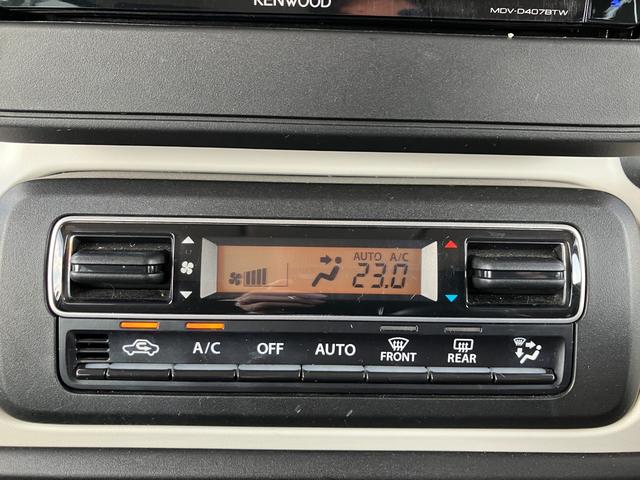 KENWOOD
MDV-D407BTW
AUTO A/C
23.0
A/C
OFF
AUTO
FRONT
REAR